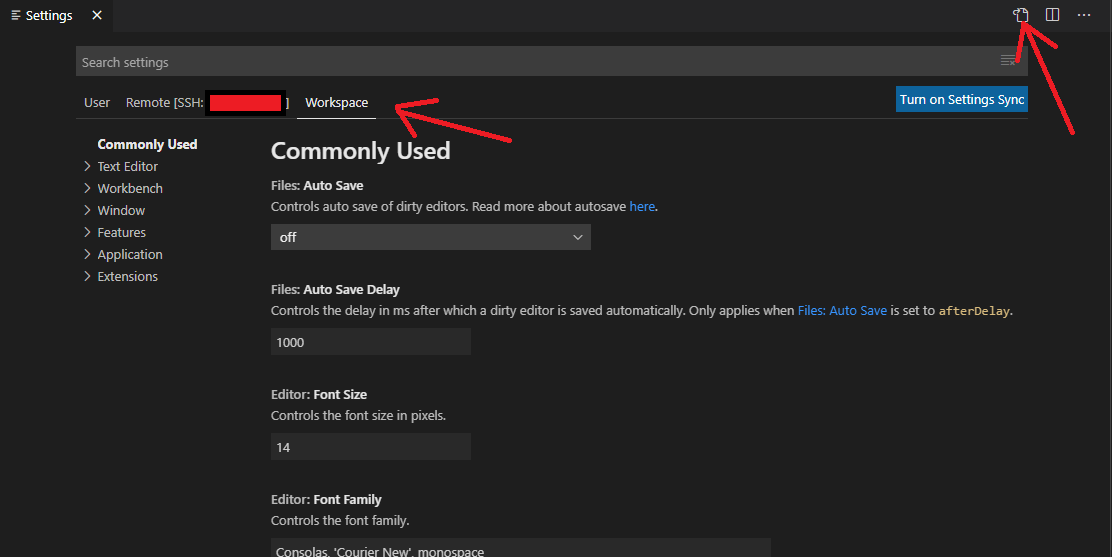 Settings
Search settings
User Remote [SSH: ] Workspace Turn on Settings Sync
Commonly Used
Text Editor
Workbench
Window
Features
Application
Extensions
Commonly Used
Files: Auto Save
Controls auto save of dirty editors. Read more about autosave here.
off
Files: Auto Save Delay
Controls the delay in ms after which a dirty editor is saved automatically. Only applies when Files: Auto Save is set to afterDelay.
1000
Editor: Font Size
Controls the font size in pixels.
14
Editor: Font Family
Controls the font family.
Consolas, 'Courier New', monospace